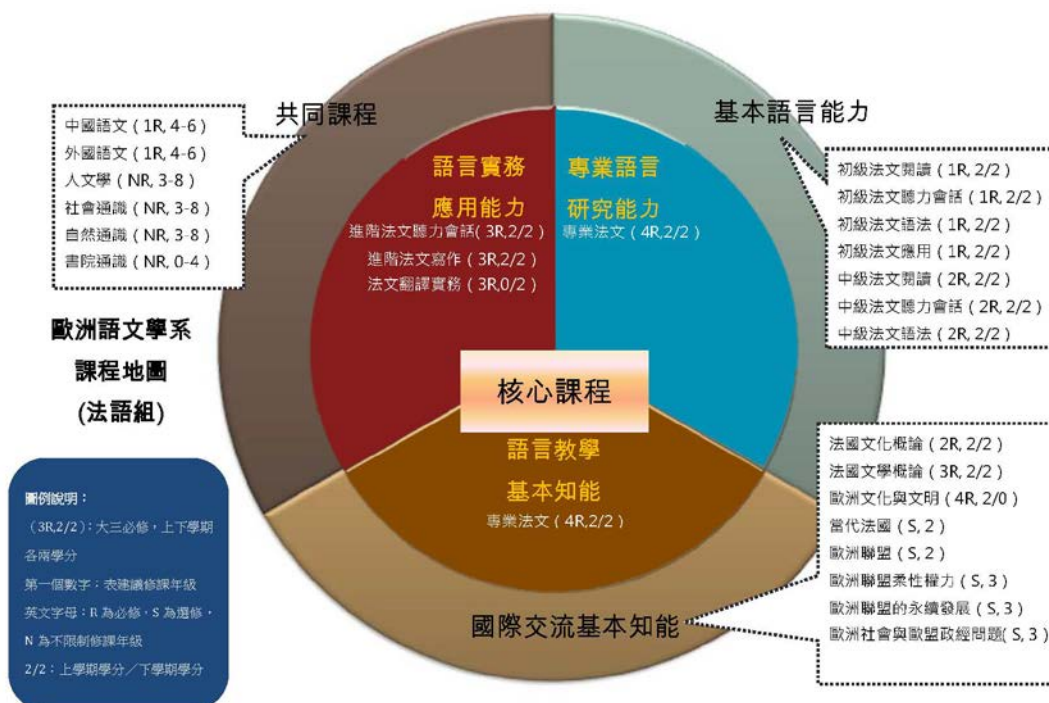 共同課程
中國語文(1R, 4-6)
外國語文(1R, 4-6)
人文學(NR, 3-8)
社會通識(NR, 3-8)
自然通識(NR, 3-8)
書院通識(NR, 0-4)
基本語言能力
初級法文閱讀(1R, 2/2)
初級法文聽力會話(1R, 2/2)
初級法文語法(1R, 2/2)
初級法文應用(1R, 2/2)
中級法文閱讀(2R, 2/2)
中級法文聽力會話(2R, 2/2)
中級法文語法(2R, 2/2)
語言實務
應用能力
進階法文聽力會話(3R,2/2)
進階法文寫作(3R,2/2)
法文翻譯實務(3R,0/2)
專業語言
研究能力
專業法文(4R,2/2)
歐洲語文學系
課程地圖
(法語組)
核心課程
語言教學
基本知能
專業法文(4R,2/2)
國際交流基本知能
法國文化概論(2R, 2/2)
法國文學概論(3R, 2/2)
歐洲文化與文明(4R, 2/0)
當代法國(S, 2)
歐洲聯盟(S, 2)
歐洲聯盟柔性權力(S, 3)
歐洲聯盟的永續發展(S, 3)
歐洲社會與歐盟政經問題(S, 3)
圖例說明：
(3R,2/2)：大三必修，上下學期
各兩學分
第一個數字：表建議修課年級
英文字母：R 為必修，S 為選修，
N 為不限制修課年級
2/2：上學期學分／下學期學分